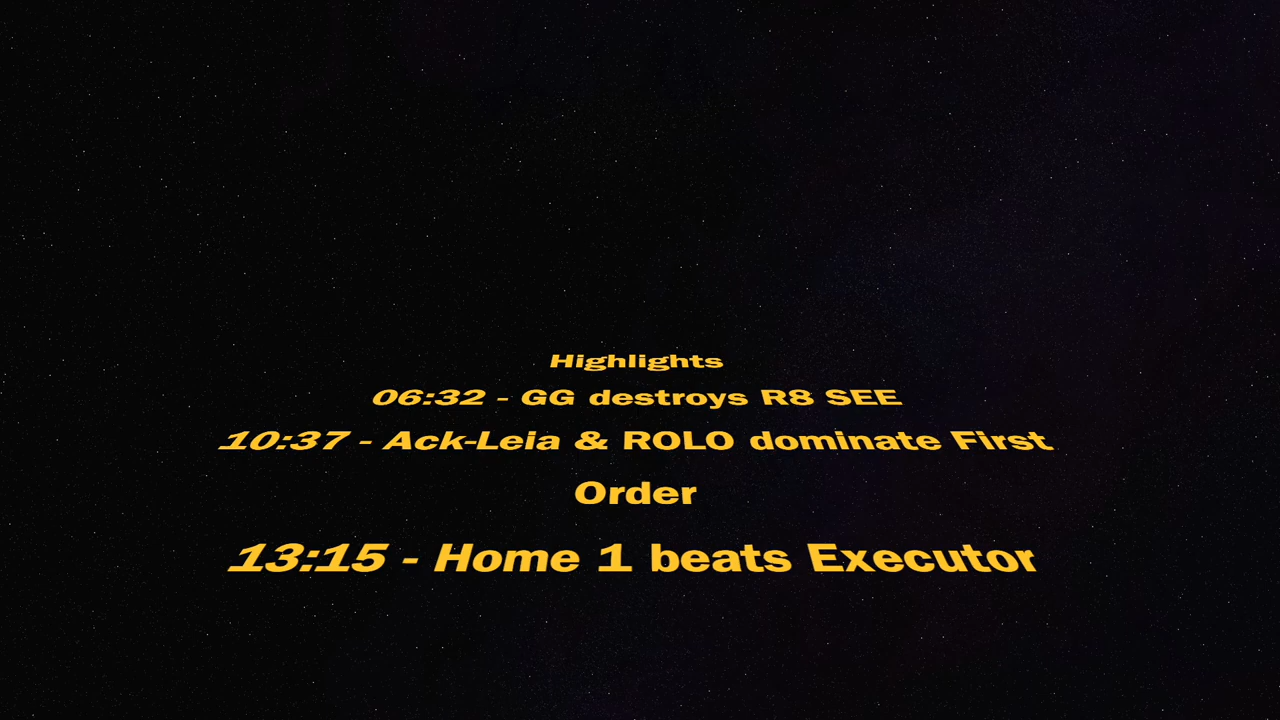 Highlights
06:32 - GG destroys R8 SEE
10:37 - Ack-Leia & ROLO dominate First
Order
13:15 - Home 1 beats Executor